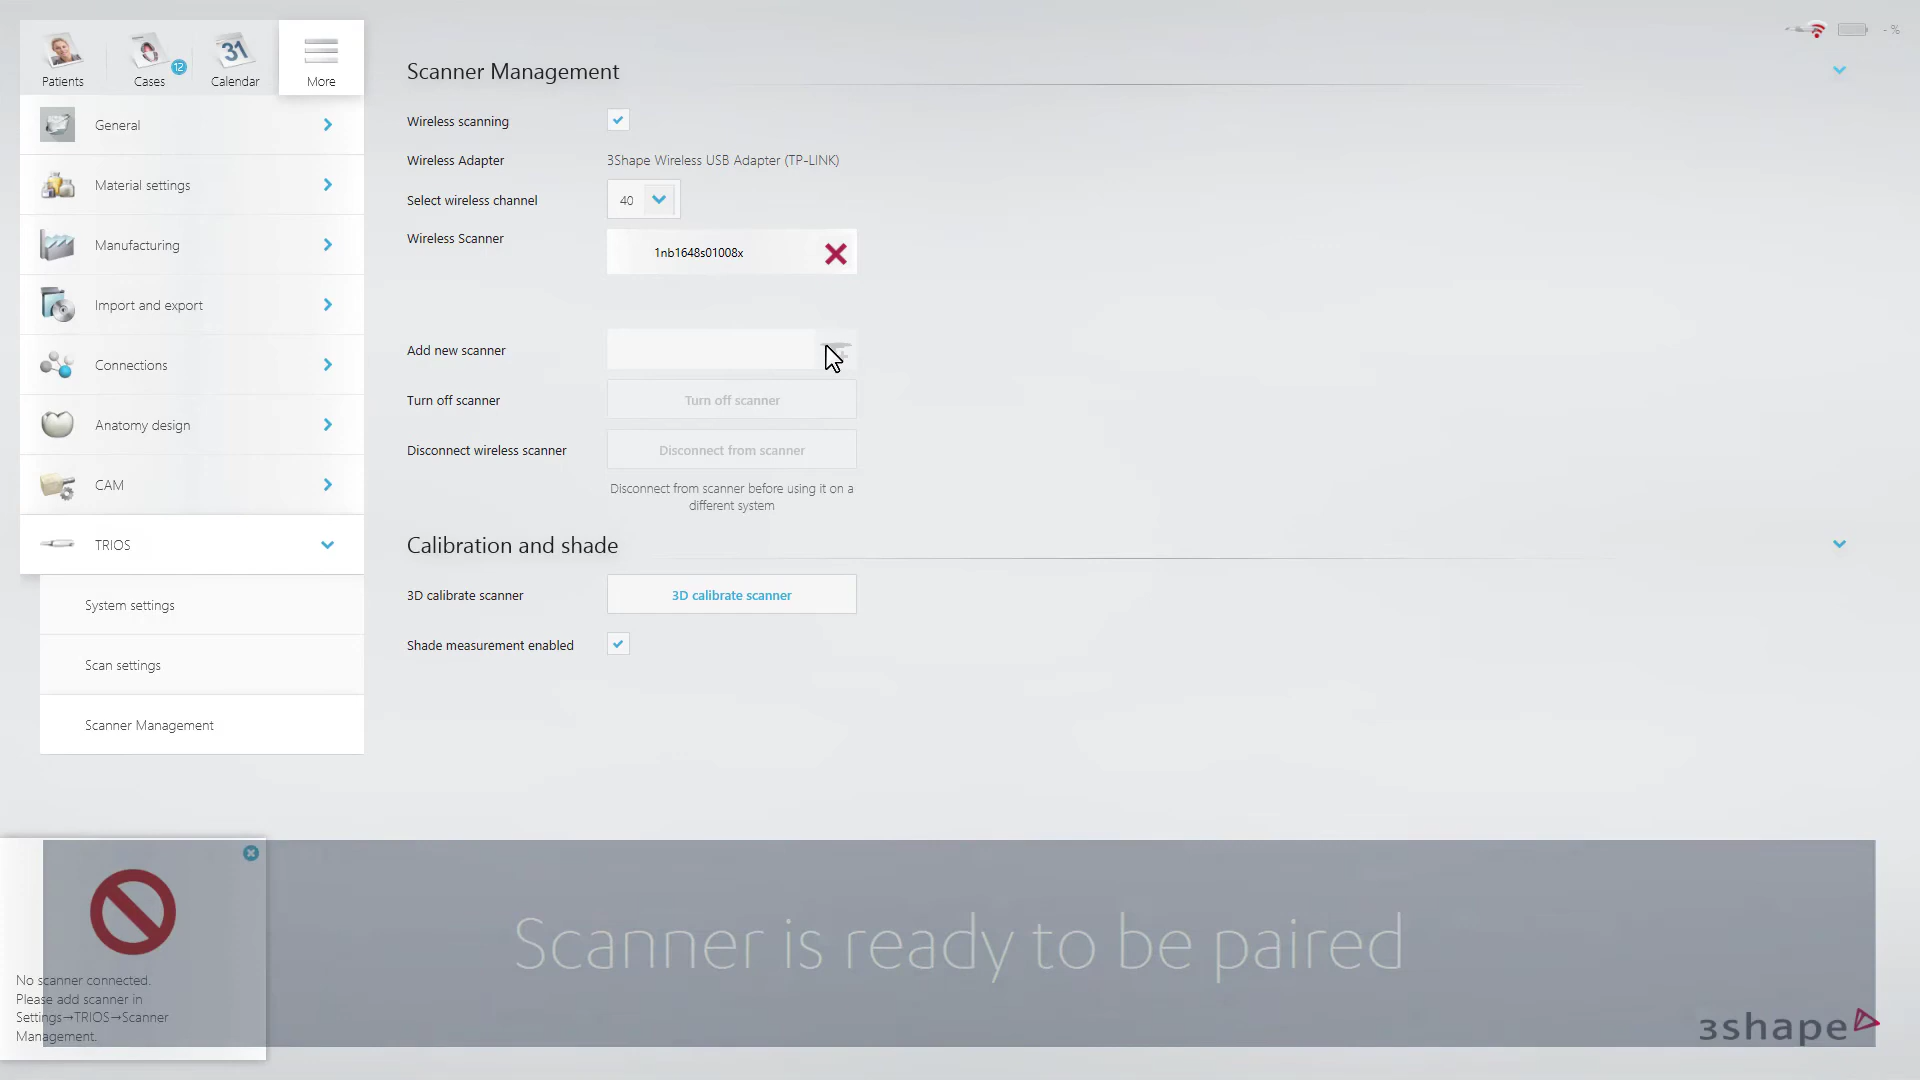 Patients
Cases
12
31
Calendar
More
- %
General
Material settings
Manufacturing
Import and export
Connections
Anatomy design
CAM
TRIOS
System settings
Scan settings
Scanner Management
Scanner Management
Wireless scanning
Wireless Adapter
3Shape Wireless USB Adapter (TP-LINK)
Select wireless channel
40
Wireless Scanner
1nb1648s01008x
Add new scanner
Turn off scanner
Turn off scanner
Disconnect wireless scanner
Disconnect from scanner
Disconnect from scanner before using it on a
different system
Calibration and shade
3D calibrate scanner
3D calibrate scanner
Shade measurement enabled
No scanner connected.
Please add scanner in
Settings→TRIOS→Scanner
Management.
Scanner is ready to be paired
3shape